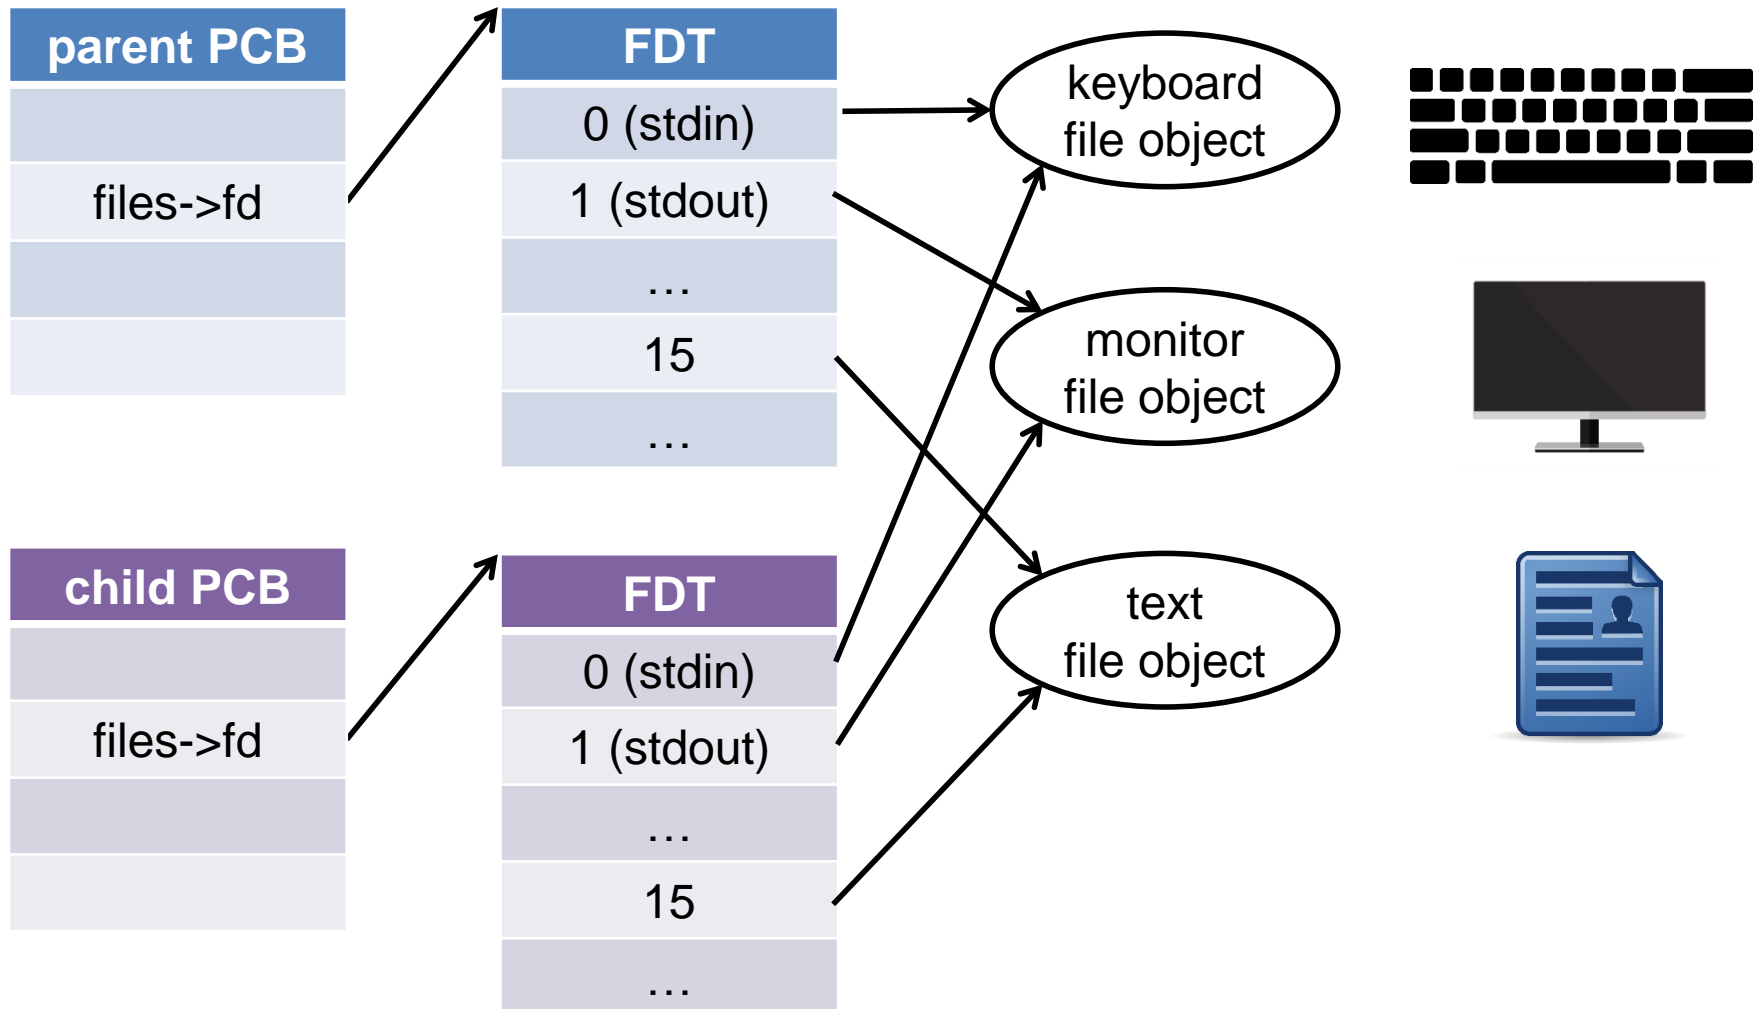 parent PCB
files->fd
FDT
0 (stdin)
1 (stdout)
…
15
…
keyboard
file object
monitor
file object
text
file object
child PCB
files->fd
FDT
0 (stdin)
1 (stdout)
…
15
…